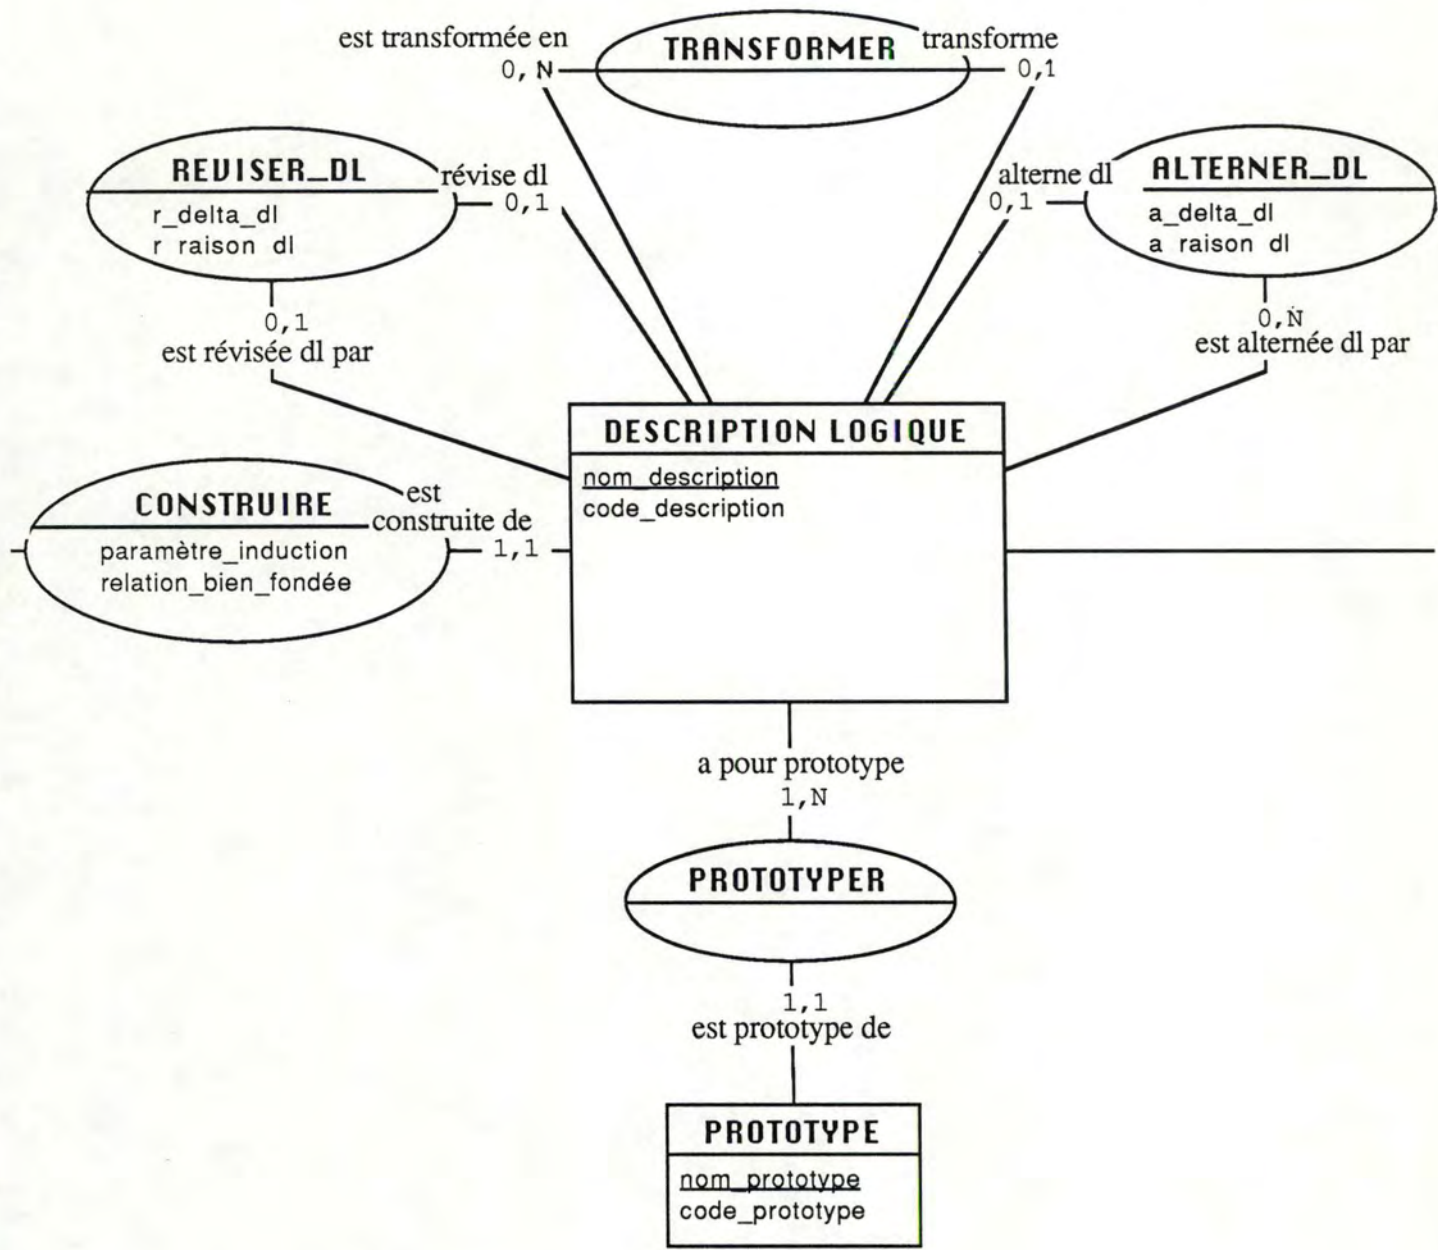 est transformée en
0, N
TRANSFORMER
transforme
0,1
REVISER_DL
r_delta_dl
r raison dl
révise dl
0,1
alterne dl
0,1
ALTERNER_DL
a_delta_dl
a raison dl
0,1
est révisée dl par
0,N
est alternée dl par
DESCRIPTION LOGIQUE
nom_description
code_description
CONSTRUIRE
paramètre_induction
relation_bien_fondée
est
construite de
1,1
a pour prototype
1,N
PROTOTYPER
1,1
est prototype de
PROTOTYPE
nom_prototype
code_prototype